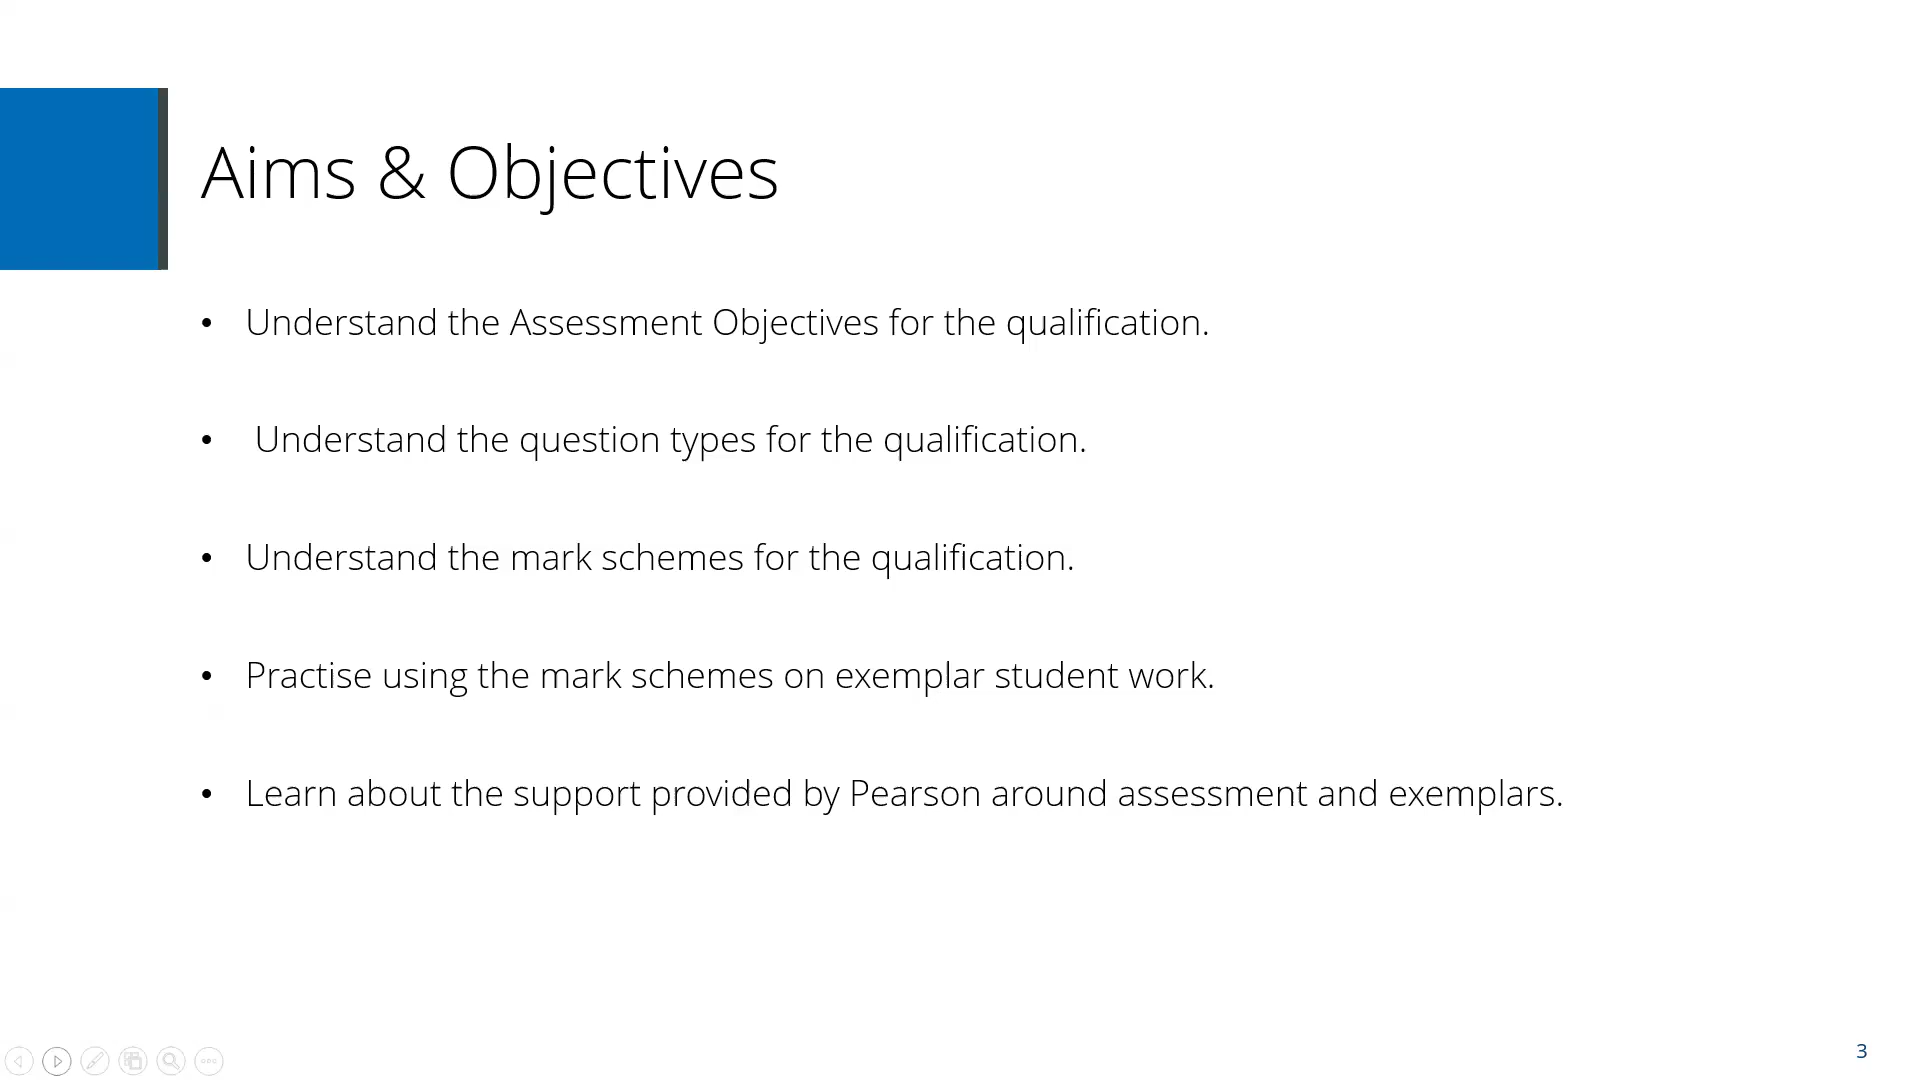 Aims & Objectives
• Understand the Assessment Objectives for the qualification.
• Understand the question types for the qualification.
• Understand the mark schemes for the qualification.
• Practise using the mark schemes on exemplar student work.
• Learn about the support provided by Pearson around assessment and exemplars.
3